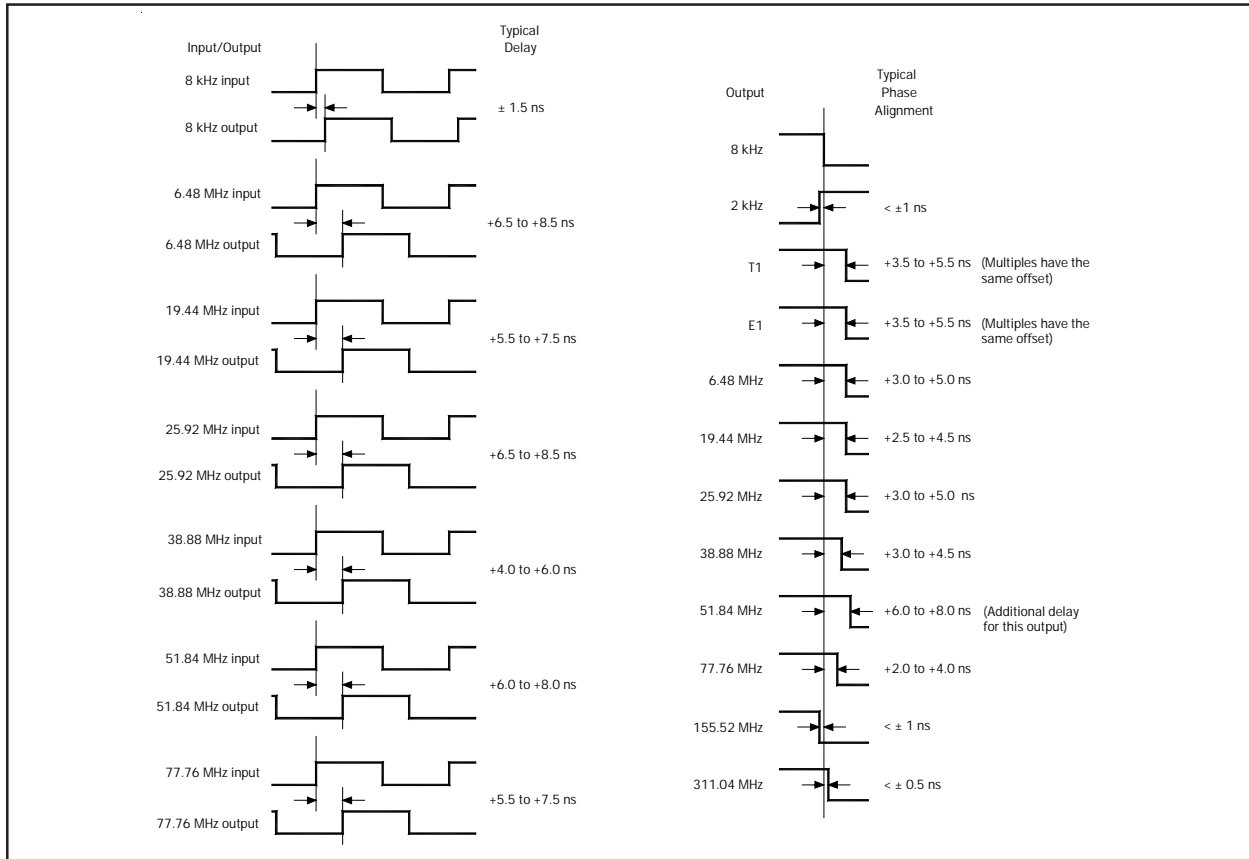 Input/Output
Typical
Delay
8 kHz input
± 1.5 ns
8 kHz output
6.48 MHz input
+6.5 to +8.5 ns
6.48 MHz output
19.44 MHz input
+5.5 to +7.5 ns
19.44 MHz output
25.92 MHz input
+6.5 to +8.5 ns
25.92 MHz output
38.88 MHz input
+4.0 to +6.0 ns
38.88 MHz output
51.84 MHz input
+6.0 to +8.0 ns
51.84 MHz output
77.76 MHz input
+5.5 to +7.5 ns
77.76 MHz output
Output
Typical
Phase
Alignment
8 kHz
2 kHz
< ±1 ns
T1
+3.5 to +5.5 ns (Multiples have the
same offset)
E1
+3.5 to +5.5 ns (Multiples have the
same offset)
6.48 MHz
+3.0 to +5.0 ns
19.44 MHz
+2.5 to +4.5 ns
25.92 MHz
+3.0 to +5.0 ns
38.88 MHz
+3.0 to +4.5 ns
51.84 MHz
+6.0 to +8.0 ns (Additional delay
for this output)
77.76 MHz
+2.0 to +4.0 ns
155.52 MHz
< ± 1 ns
311.04 MHz
< ± 0.5 ns